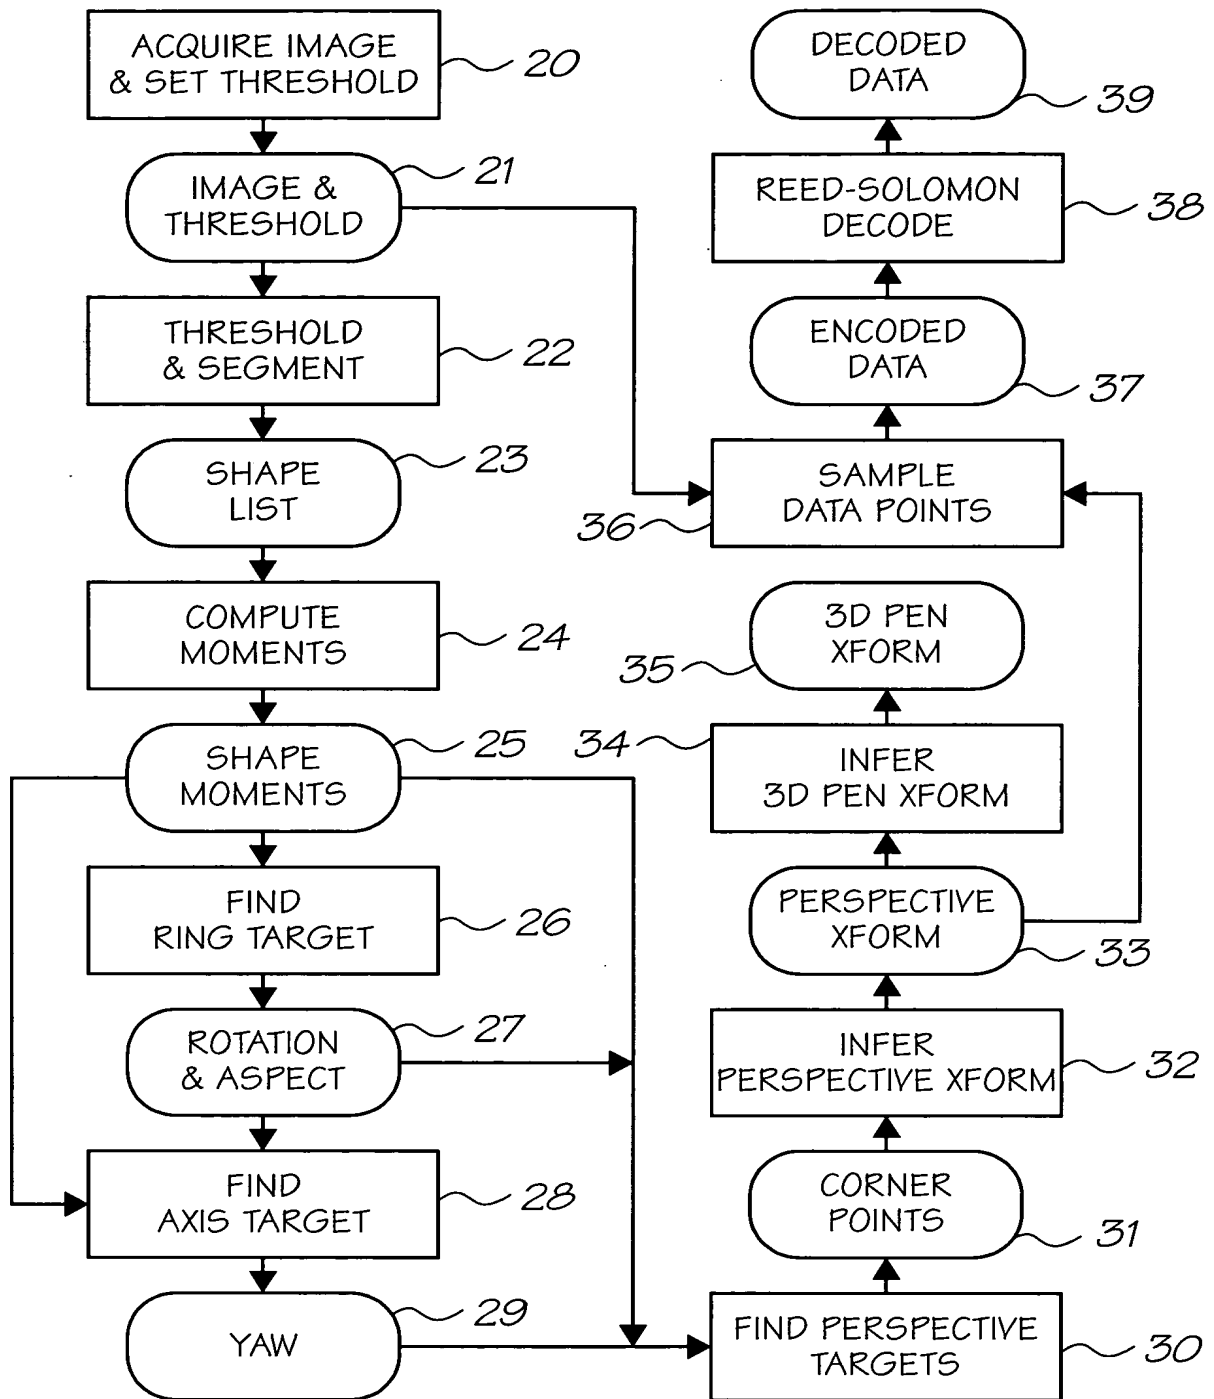 ACQUIRE IMAGE
& SET THRESHOLD
20
IMAGE &
THRESHOLD
21
THRESHOLD
& SEGMENT
22
SHAPE
LIST
23
COMPUTE
MOMENTS
24
SHAPE
MOMENTS
25
FIND
RING TARGET
26
ROTATION
& ASPECT
27
FIND
AXIS TARGET
28
YAW
29
DECODED
DATA
39
REED-SOLOMON
DECODE
38
ENCODED
DATA
37
SAMPLE
DATA POINTS
36
3D PEN
XFORM
35
34
INFER
3D PEN XFORM
PERSPECTIVE
XFORM
33
INFER
PERSPECTIVE XFORM
32
CORNER
POINTS
31
FIND PERSPECTIVE
TARGETS
30